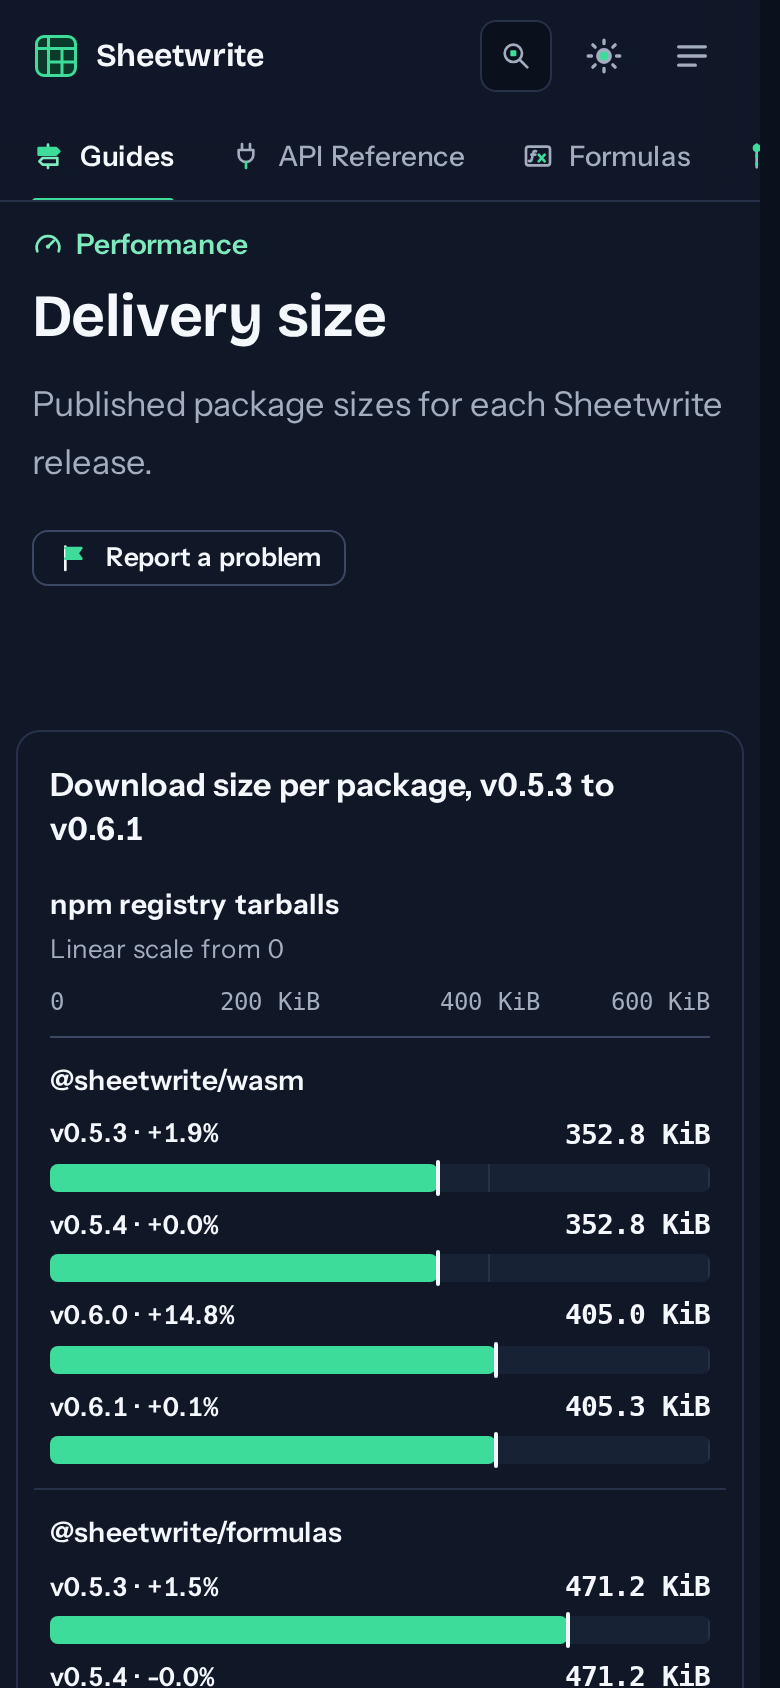 Sheetwrite
Guides
API Reference
Formulas
Performance
Delivery size
Published package sizes for each Sheetwrite
release.
Report a problem
Download size per package, v0.5.3 to
v0.6.1
npm registry tarballs
Linear scale from 0
0 200 KiB 400 KiB 600 KiB
@sheetwrite/wasm
v0.5.3 · +1.9% 352.8 KiB
v0.5.4 · +0.0% 352.8 KiB
v0.6.0 · +14.8% 405.0 KiB
v0.6.1 · +0.1% 405.3 KiB
@sheetwrite/formulas
v0.5.3 · +1.5% 471.2 KiB
v0.5.4 · -0.0% 471.2 KiB